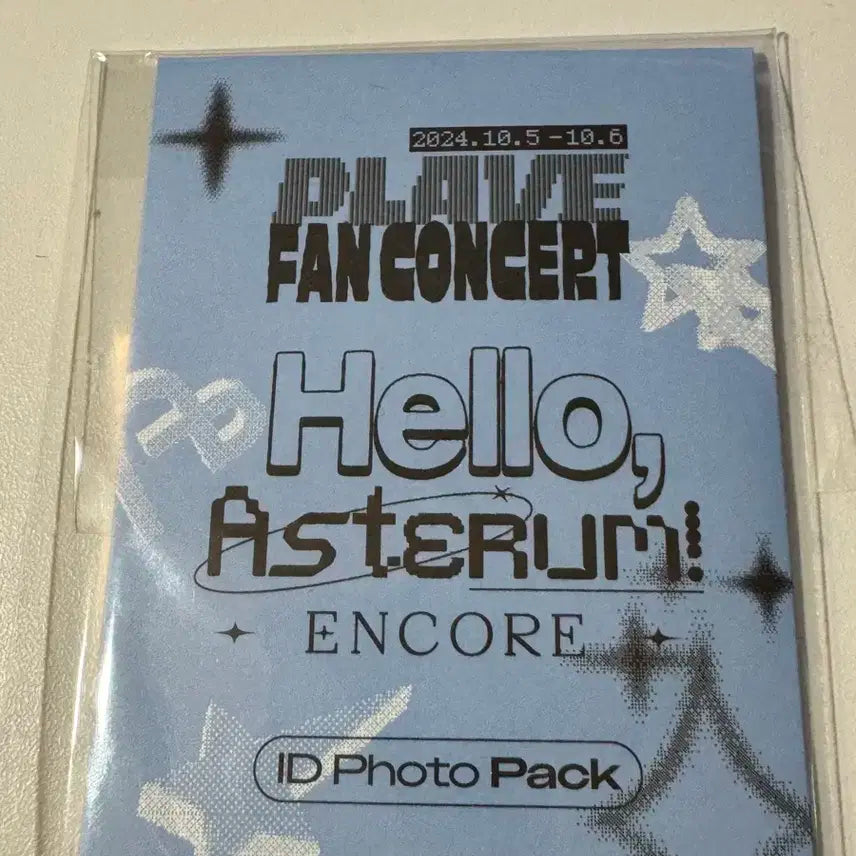 2024.10.5-10.6
PLAVE
FAN CONCERT
Hello,
Asterum!
ENCORE
ID Photo Pack